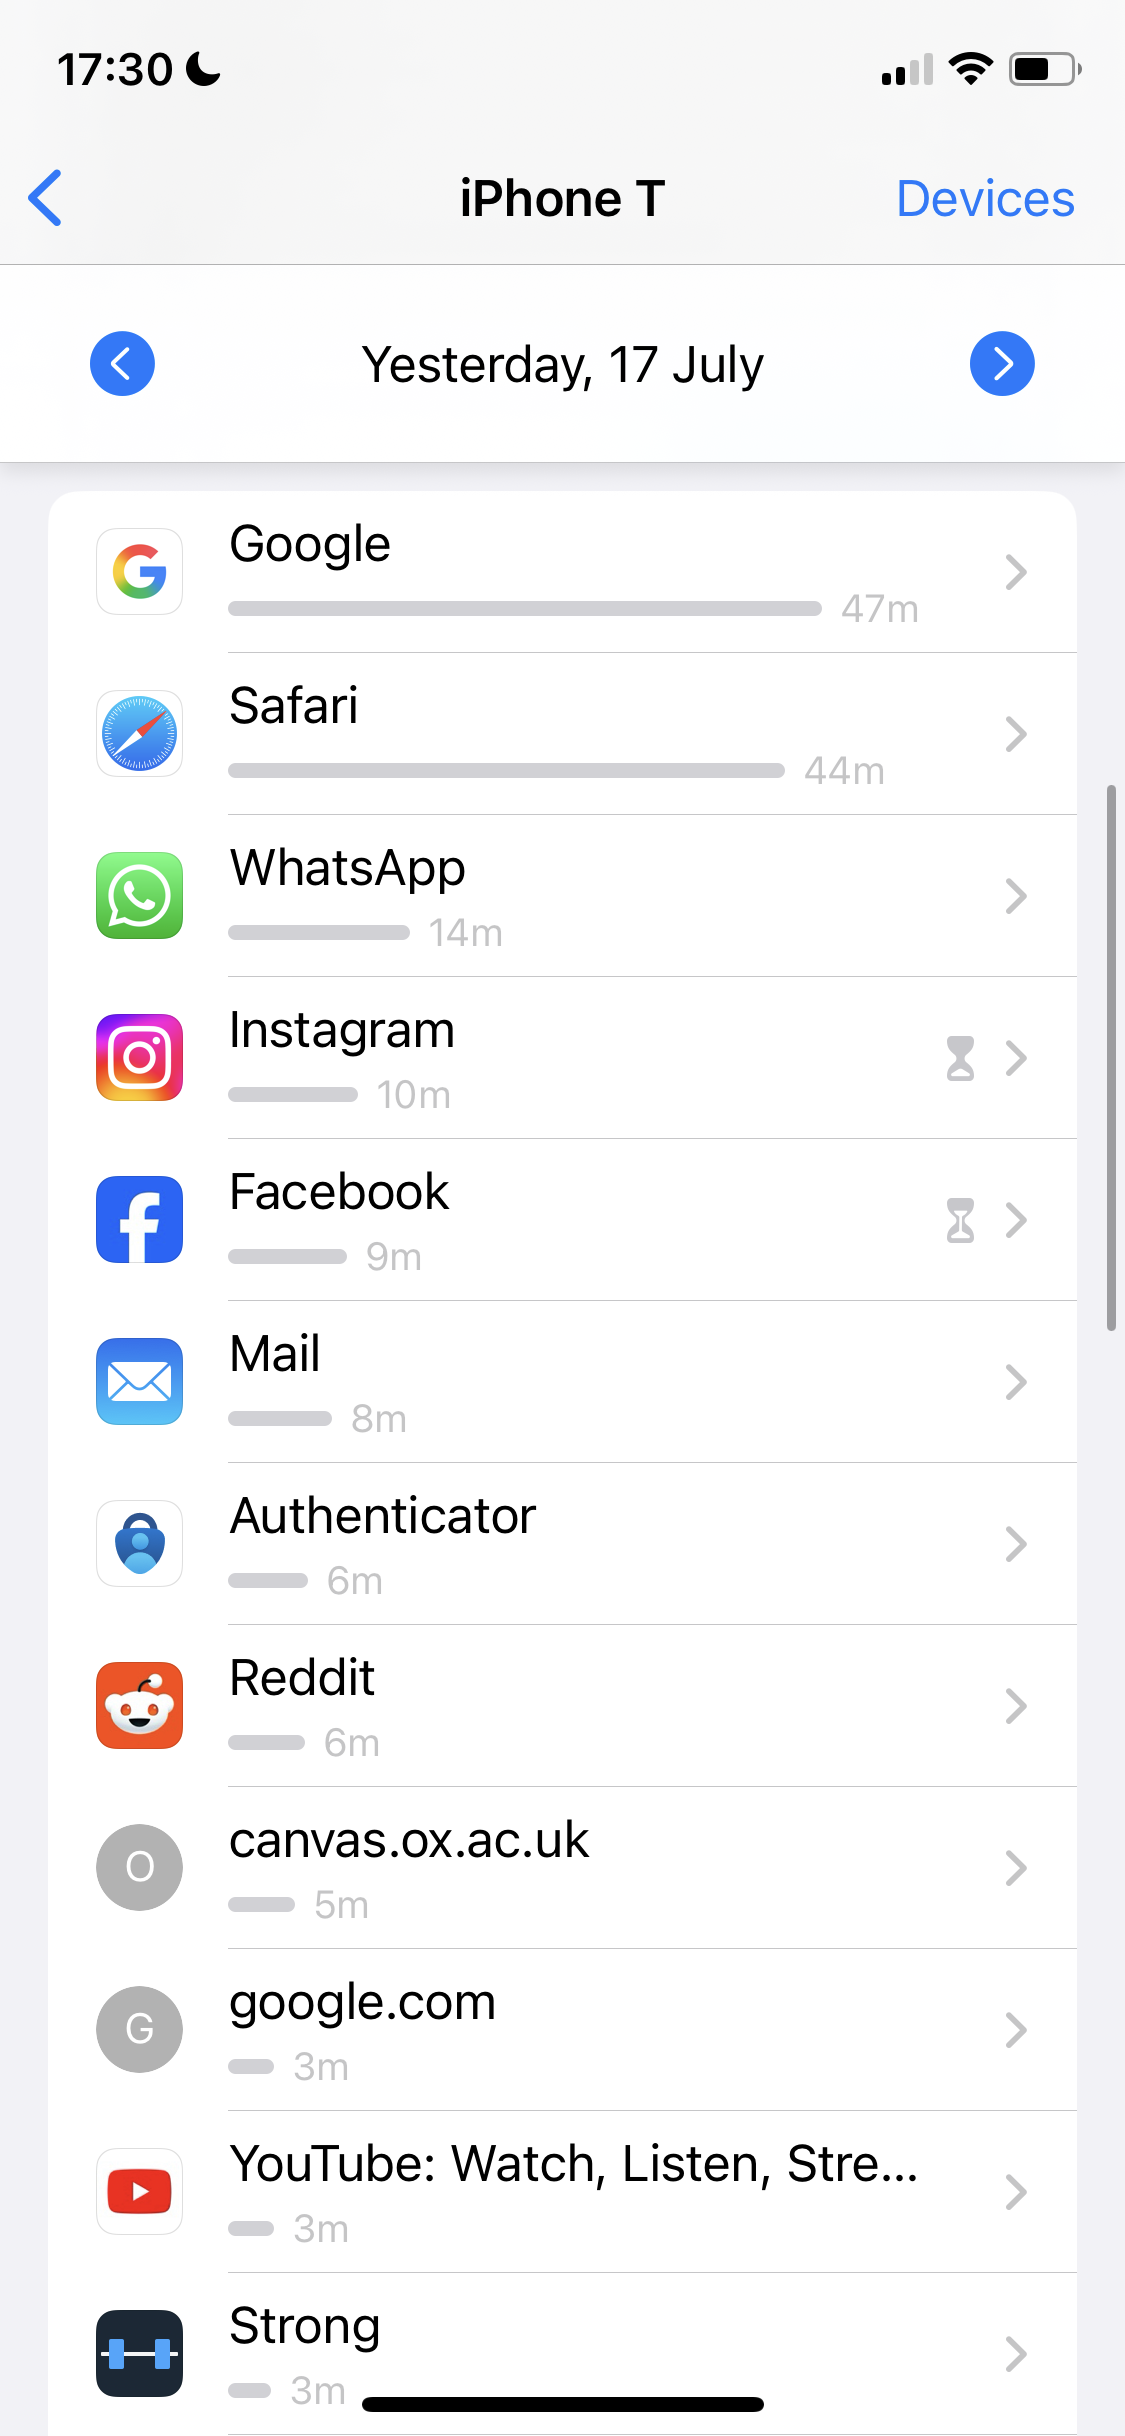 17:30
iPhone T
Devices
Yesterday, 17 July
Google
47m
Safari
44m
WhatsApp
14m
Instagram
10m
Facebook
9m
Mail
8m
Authenticator
6m
Reddit
6m
O
canvas.ox.ac.uk
5m
G
google.com
3m
YouTube: Watch, Listen, Stre...
3m
Strong
3m